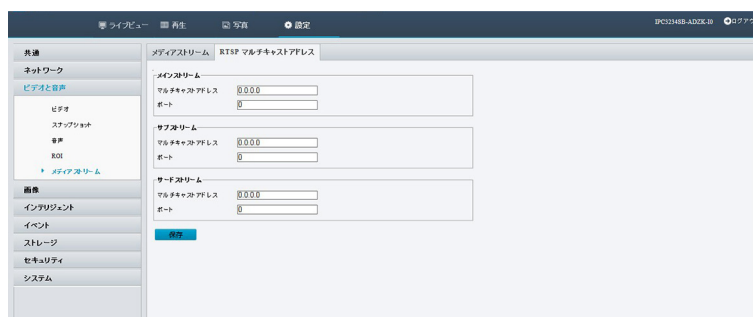 ライブビュー 再生 写真 設定 IPC3234SB-ADZK-I0 ログアウ
共通
ネットワーク
ビデオと音声
ビデオ
スナップショット
音声
ROI
メディアストリーム
画像
インテリジェント
イベント
ストレージ
セキュリティ
システム
メディアストリーム RTSP マルチキャストアドレス
メインストリーム
マルチキャストアドレス 0.0.0.0
ポート 0
サブストリーム
マルチキャストアドレス 0.0.0.0
ポート 0
サードストリーム
マルチキャストアドレス 0.0.0.0
ポート 0
保存